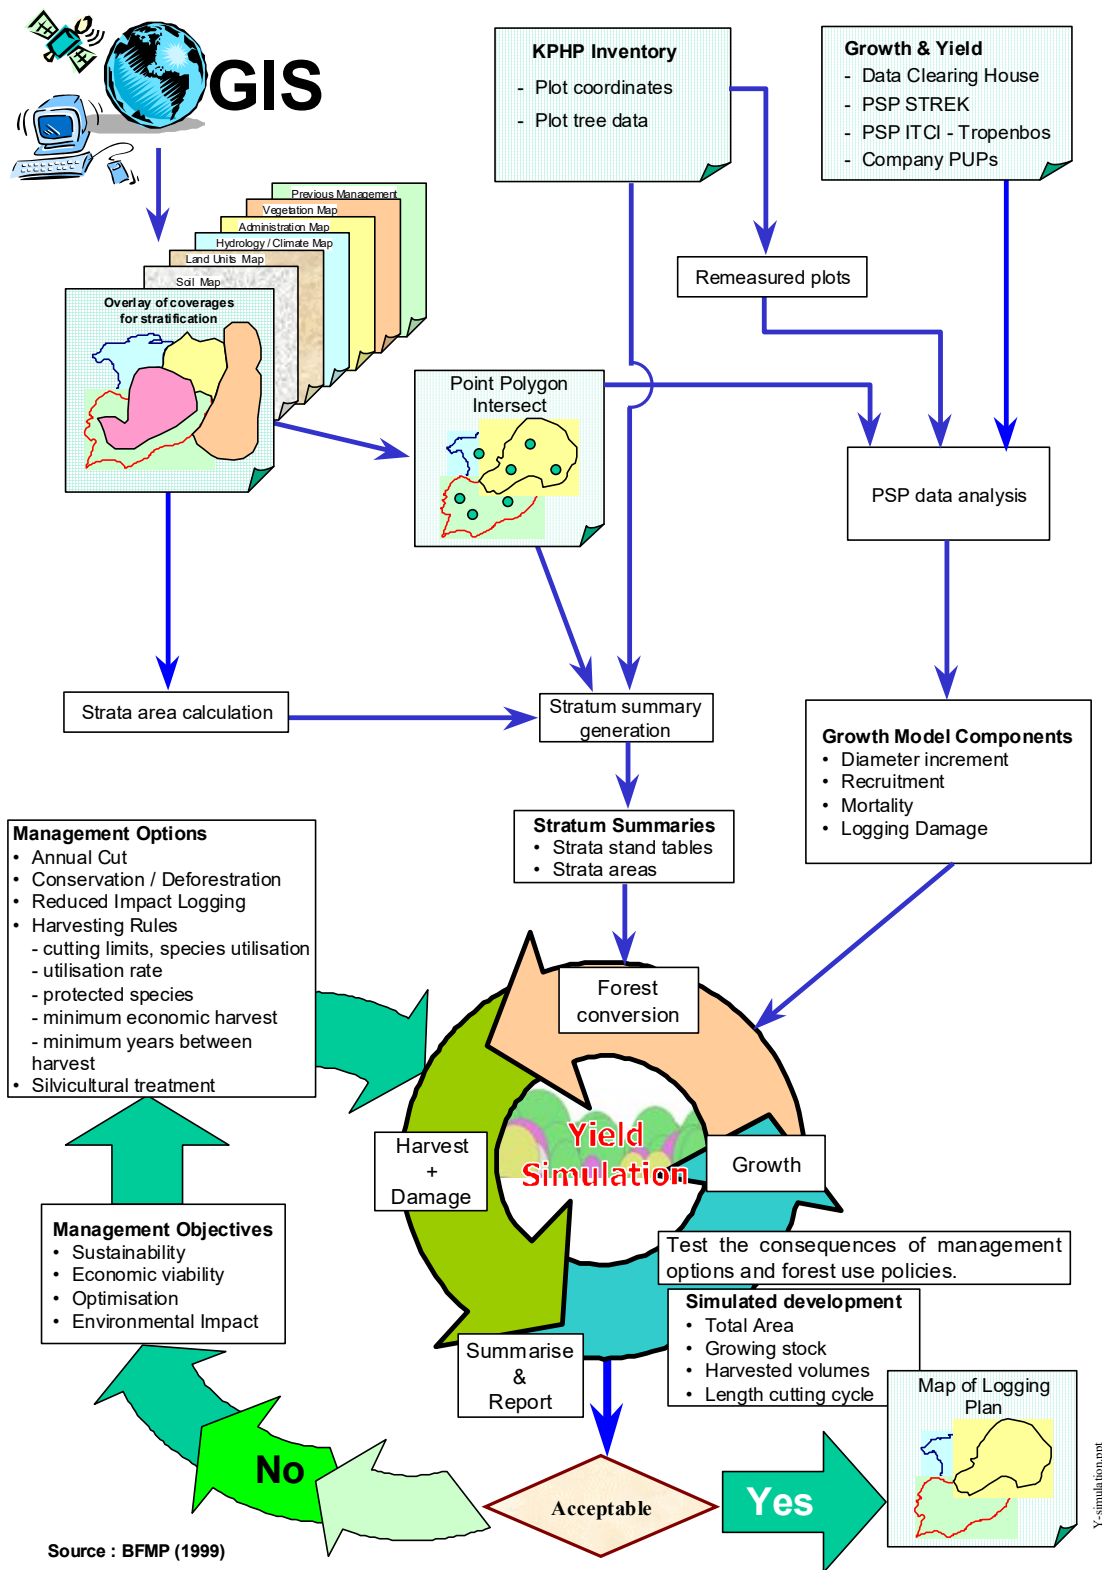 GIS
KPHP Inventory
- Plot coordinates
- Plot tree data
Growth & Yield
- Data Clearing House
- PSP STREK
- PSP ITCI - Tropenbos
- Company PUPs
Previous Management
Vegetation Map
Administration Map
Hydrology / Climate Map
Land Units Map
Soil Map
Overlay of coverages
for stratification
Remeasured plots
Point Polygon
Intersect
PSP data analysis
Strata area calculation
Stratum summary
generation
Growth Model Components
• Diameter increment
• Recruitment
• Mortality
• Logging Damage
Stratum Summaries
• Strata stand tables
• Strata areas
Management Options
• Annual Cut
• Conservation / Deforestration
• Reduced Impact Logging
• Harvesting Rules
- cutting limits, species utilisation
- utilisation rate
- protected species
- minimum economic harvest
- minimum years between
harvest
• Silvicultural treatment
Forest
conversion
Harvest
+
Damage
Yield
Simulation
Growth
Management Objectives
• Sustainability
• Economic viability
• Optimisation
• Environmental Impact
Test the consequences of management
options and forest use policies.
Simulated development
• Total Area
• Growing stock
• Harvested volumes
• Length cutting cycle
Summarise
&
Report
Map of Logging
Plan
No
Acceptable
Yes
Y-simulation.ppt
Source : BFMP (1999)